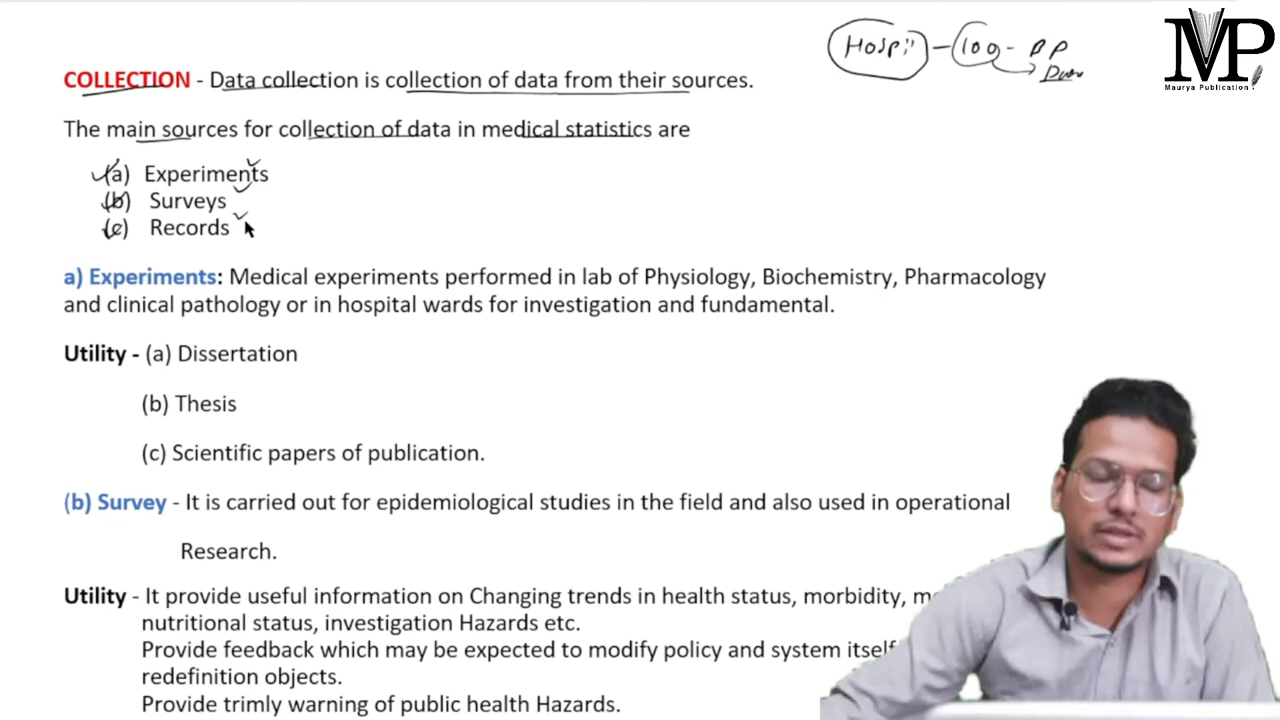 Hospi - 100 - BP
MP
Maurya Publication
COLLECTION - Data collection is collection of data from their sources.
The main sources for collection of data in medical statistics are
(a) Experiments
(b) Surveys
(c) Records
a) Experiments: Medical experiments performed in lab of Physiology, Biochemistry, Pharmacology
and clinical pathology or in hospital wards for investigation and fundamental.
Utility - (a) Dissertation
(b) Thesis
(c) Scientific papers of publication.
(b) Survey - It is carried out for epidemiological studies in the field and also used in operational
Research.
Utility - It provide useful information on Changing trends in health status, morbidity,
nutritional status, investigation Hazards etc.
Provide feedback which may be expected to modify policy and system itself
redefinition objects.
Provide trimly warning of public health Hazards.